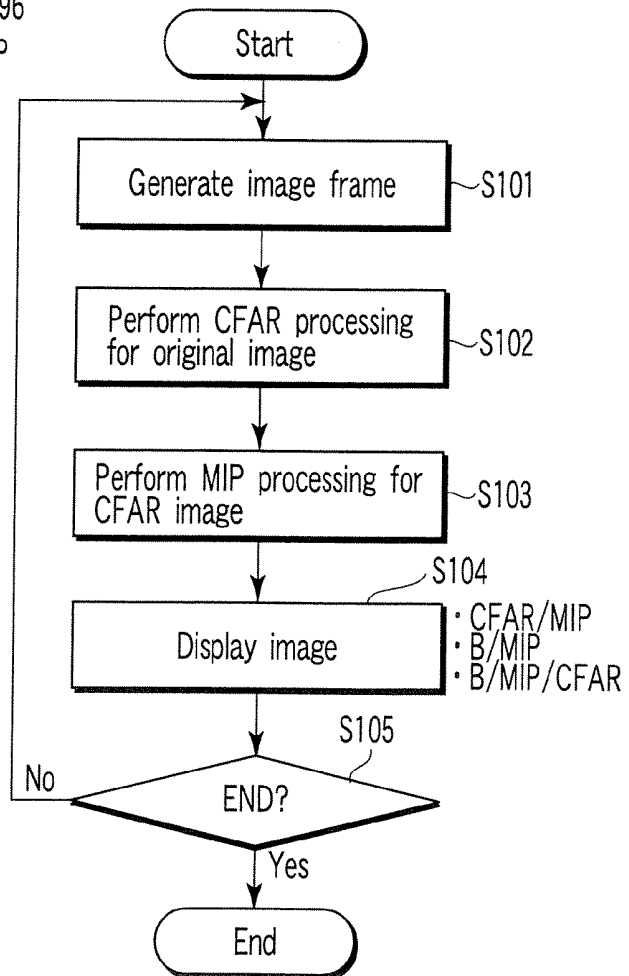 96
Start
Generate image frame
S101
Perform CFAR processing
for original image
S102
Perform MIP processing for
CFAR image
S103
S104
Display image
· CFAR/MIP
· B/MIP
· B/MIP/CFAR
S105
END?
No
Yes
End